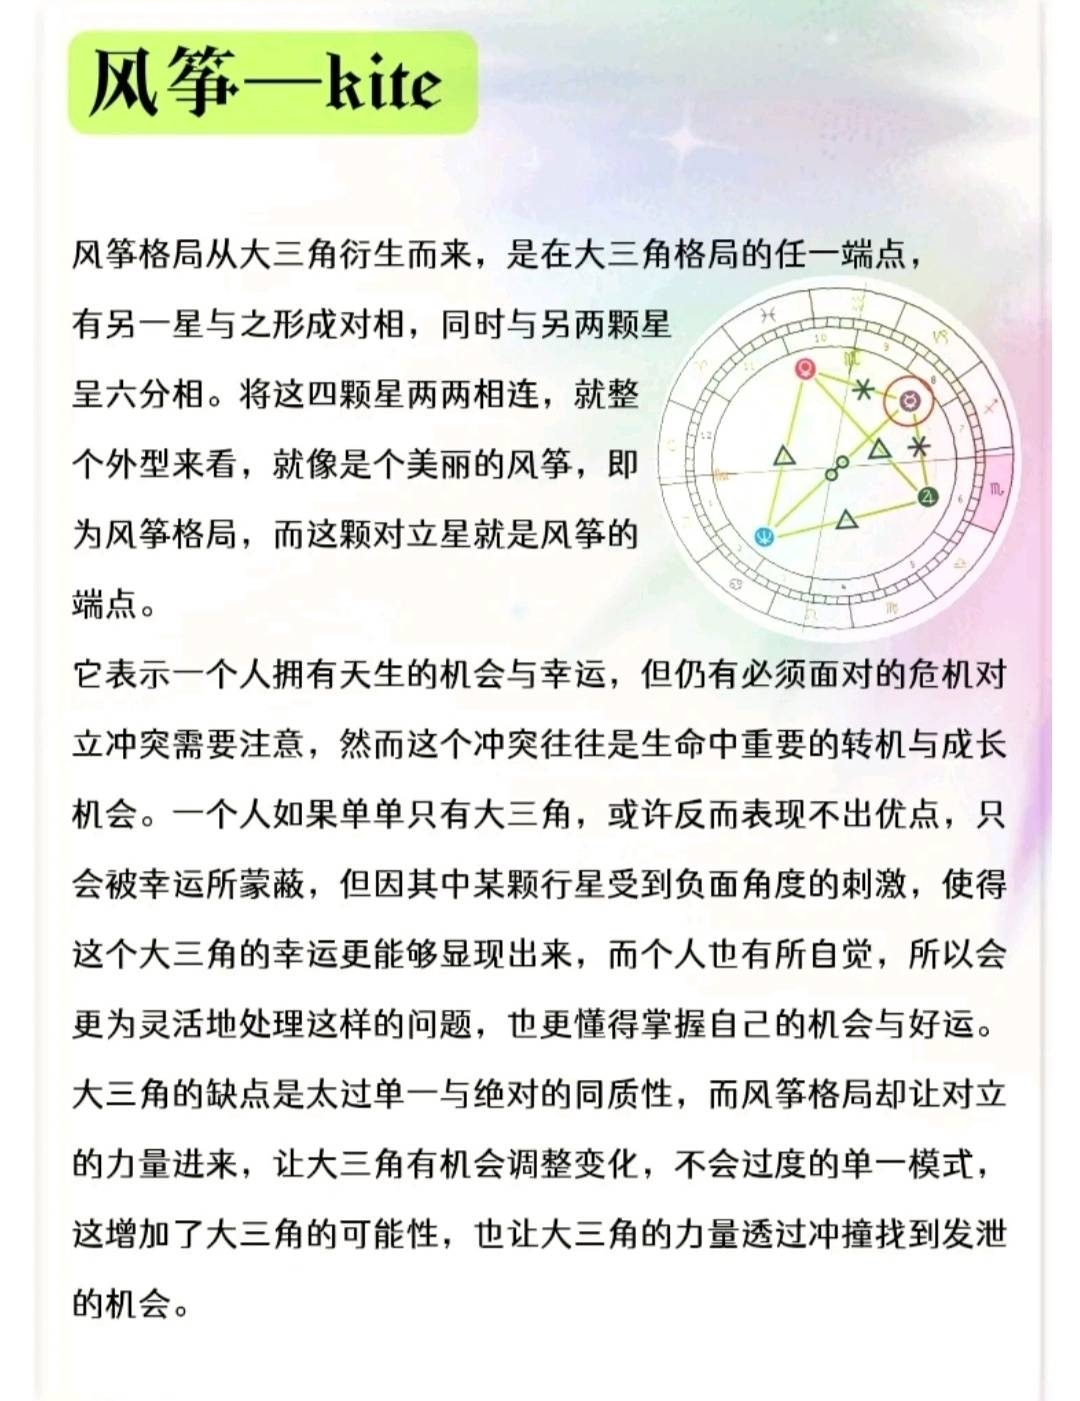 风筝—kite
风筝格局从大三角衍生而来，是在大三角格局的任一端点，
有另一星与之形成对相，同时与另两颗星
呈六分相。将这四颗星两两相连，就整
个外型来看，就像是个美丽的风筝，即
为风筝格局，而这颗对立星就是风筝的
端点。
它表示一个人拥有天生的机会与幸运，但仍有必须面对的危机对
立冲突需要注意，然而这个冲突往往是生命中重要的转机与成长
机会。一个人如果单单只有大三角，或许反而表现不出优点，只
会被幸运所蒙蔽，但因其中某颗行星受到负面角度的刺激，使得
这个大三角的幸运更能够显现出来，而个人也有所自觉，所以会
更为灵活地处理这样的问题，也更懂得掌握自己的机会与好运。
大三角的缺点是太过单一与绝对的同质性，而风筝格局却让对立
的力量进来，让大三角有机会调整变化，不会过度的单一模式，
这增加了大三角的可能性，也让大三角的力量透过冲撞找到发泄
的机会。